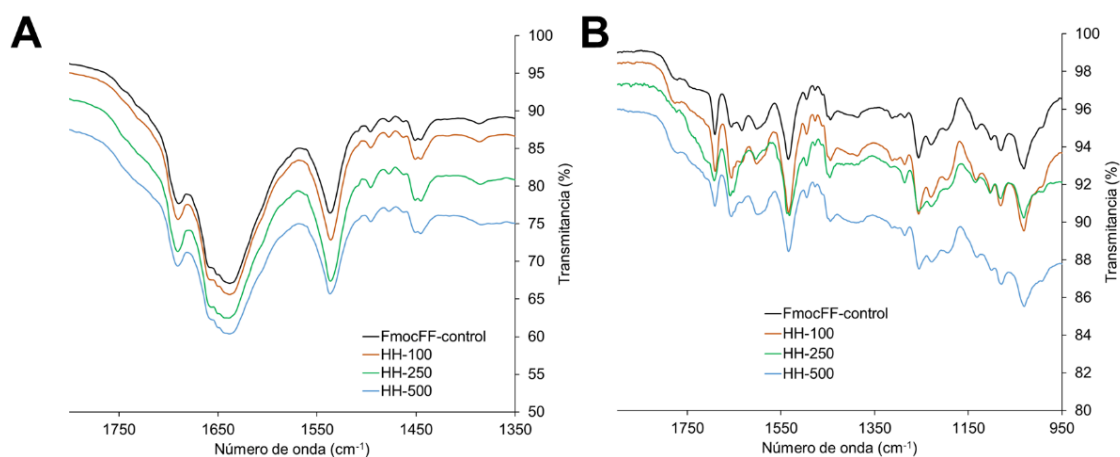 A
100
95
90
85
80
75
70
65
60
55
50
Transmitancia (%)
FmocFF-control
HH-100
HH-250
HH-500
1750
1650
1550
1450
1350
Número de onda (cm⁻¹)
B
100
98
96
94
92
90
88
86
84
82
80
Transmitancia (%)
FmocFF-control
HH-100
HH-250
HH-500
1750
1550
1350
1150
950
Número de onda (cm⁻¹)